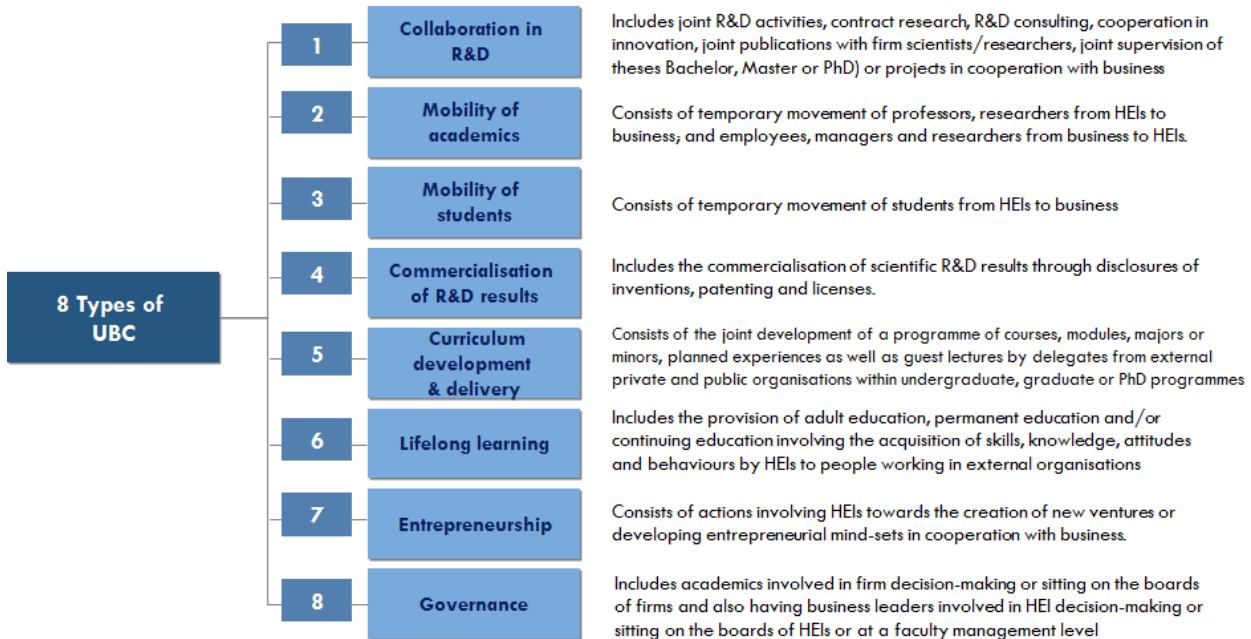 8 Types of
UBC
1
Collaboration in
R&D
Includes joint R&D activities, contract research, R&D consulting, cooperation in
innovation, joint publications with firm scientists/researchers, joint supervision of
theses Bachelor, Master or PhD) or projects in cooperation with business
2
Mobility of
academics
Consists of temporary movement of professors, researchers from HEIs to
business; and employees, managers and researchers from business to HEIs.
3
Mobility of
students
Consists of temporary movement of students from HEIs to business
4
Commercialisation
of R&D results
Includes the commercialisation of scientific R&D results through disclosures of
inventions, patenting and licenses.
5
Curriculum
development
& delivery
Consists of the joint development of a programme of courses, modules, majors or
minors, planned experiences as well as guest lectures by delegates from external
private and public organisations within undergraduate, graduate or PhD programmes
6
Lifelong learning
Includes the provision of adult education, permanent education and/or
continuing education involving the acquisition of skills, knowledge, attitudes
and behaviours by HEIs to people working in external organisations
7
Entrepreneurship
Consists of actions involving HEIs towards the creation of new ventures or
developing entrepreneurial mind-sets in cooperation with business.
8
Governance
Includes academics involved in firm decision-making or sitting on the boards
of firms and also having business leaders involved in HEI decision-making or
sitting on the boards of HEIs or at a faculty management level